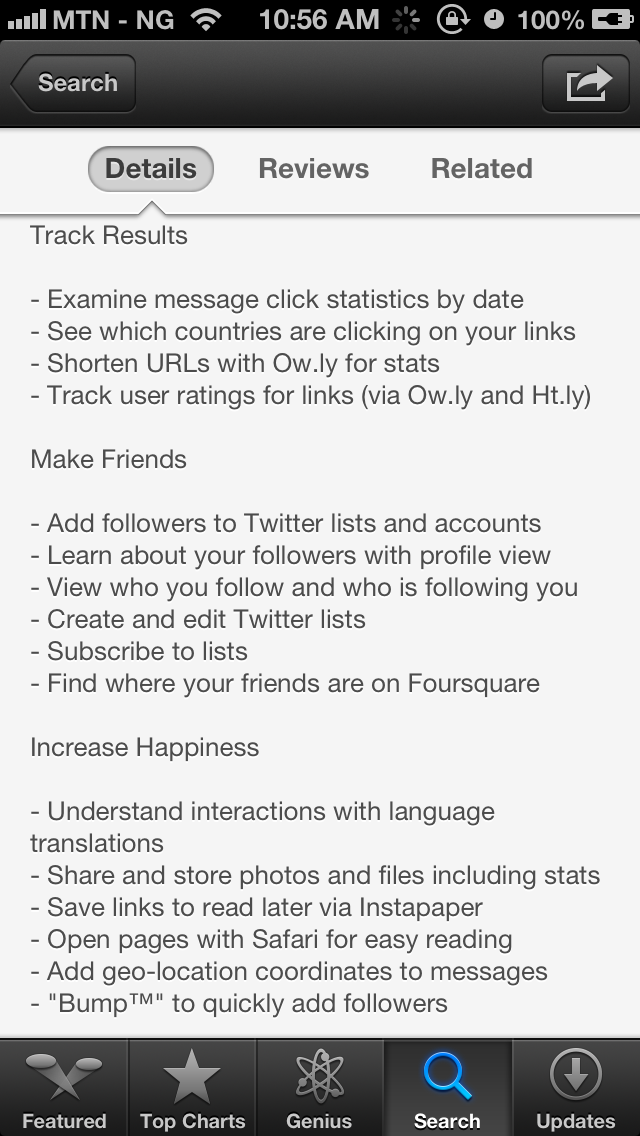 MTN - NG 10:56 AM 100%
Search
Details Reviews Related
Track Results
- Examine message click statistics by date
- See which countries are clicking on your links
- Shorten URLs with Ow.ly for stats
- Track user ratings for links (via Ow.ly and Ht.ly)
Make Friends
- Add followers to Twitter lists and accounts
- Learn about your followers with profile view
- View who you follow and who is following you
- Create and edit Twitter lists
- Subscribe to lists
- Find where your friends are on Foursquare
Increase Happiness
- Understand interactions with language
translations
- Share and store photos and files including stats
- Save links to read later via Instapaper
- Open pages with Safari for easy reading
- Add geo-location coordinates to messages
- "Bump™" to quickly add followers
Featured Top Charts Genius Search Updates